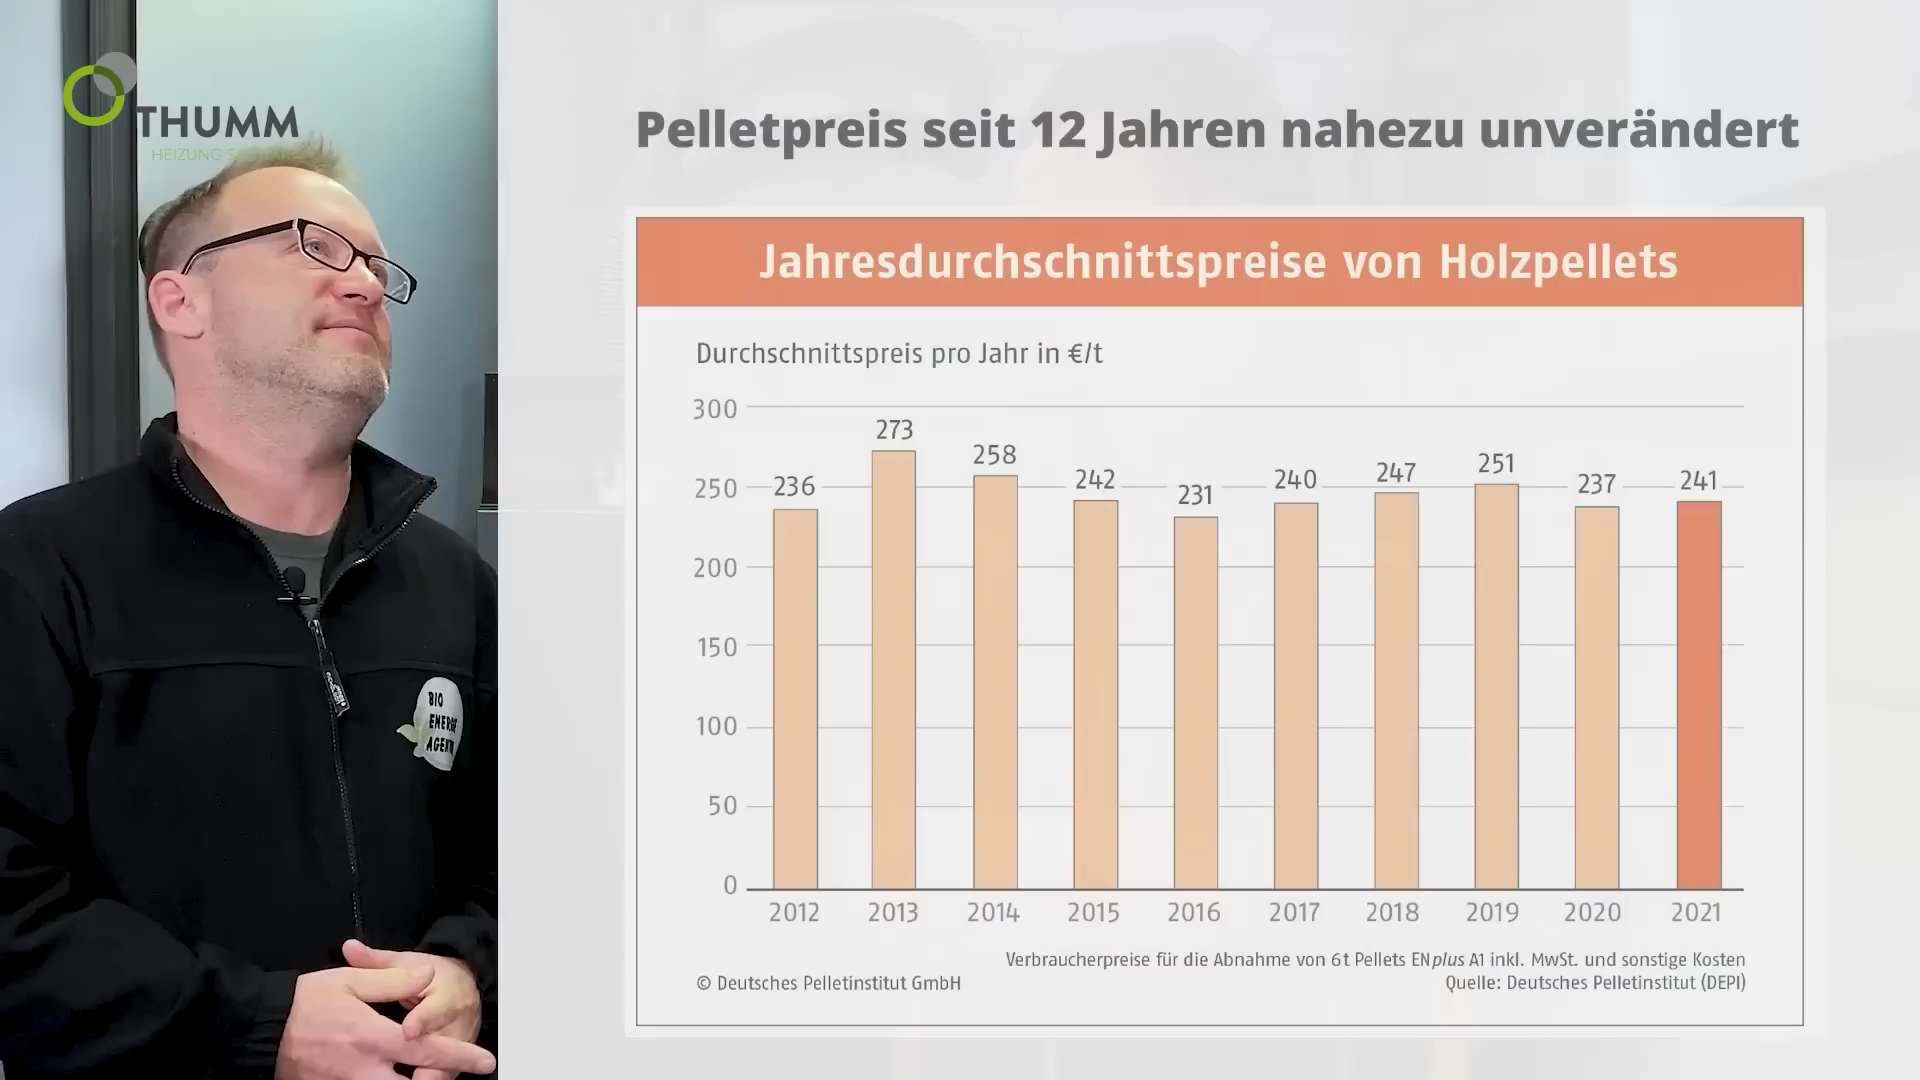 THUMM
HEIZUNG
Pelletpreis seit 12 Jahren nahezu unverändert
Jahresdurchschnittspreise von Holzpellets
Durchschnittspreis pro Jahr in €/t
300
250
200
150
100
50
0
236
273
258
242
231
240
247
251
237
241
2012 2013 2014 2015 2016 2017 2018 2019 2020 2021
Verbraucherpreise für die Abnahme von 6t Pellets ENplus A1 inkl. MwSt. und sonstige Kosten
© Deutsches Pelletinstitut GmbH
Quelle: Deutsches Pelletinstitut (DEPI)
BIO